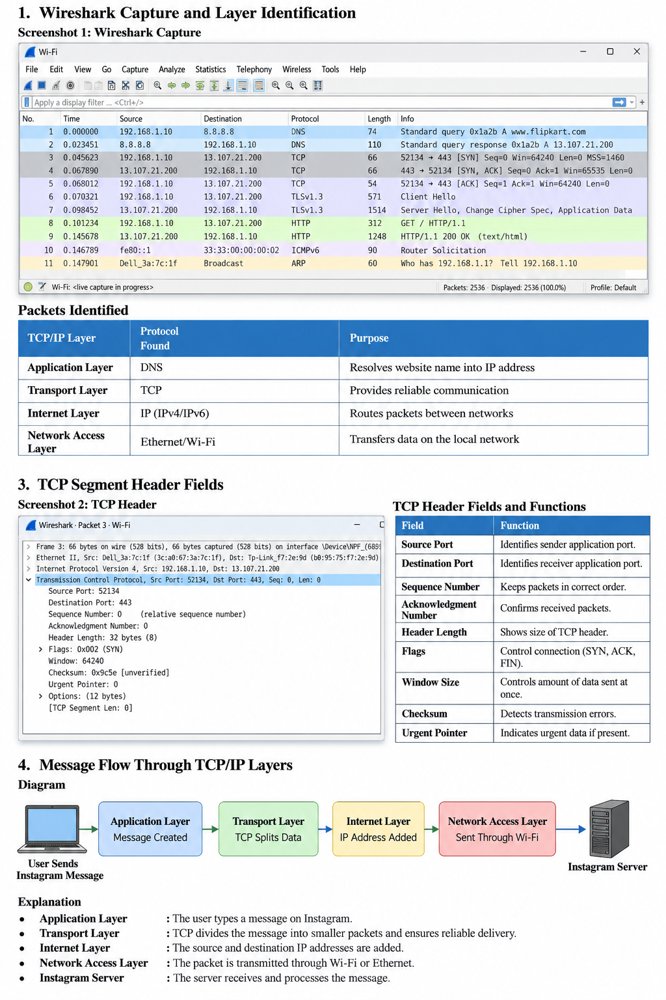 1. Wireshark Capture and Layer Identification
Screenshot 1: Wireshark Capture
Wi-Fi
File Edit View Go Capture Analyze Statistics Telephony Wireless Tools Help
Apply a display filter ... <Ctrl+/>
No. Time Source Destination Protocol Length Info
1 0.000000 192.168.1.10 8.8.8.8 DNS 74 Standard query 0x1a2b A www.flipkart.com
2 0.023451 8.8.8.8 192.168.1.10 DNS 110 Standard query response 0x1a2b A 13.107.21.200
3 0.045623 192.168.1.10 13.107.21.200 TCP 66 52134 → 443 [SYN] Seq=0 Win=64240 Len=0 MSS=1460
4 0.067890 13.107.21.200 192.168.1.10 TCP 66 443 → 52134 [SYN, ACK] Seq=0 Ack=1 Win=65535 Len=0
5 0.068012 192.168.1.10 13.107.21.200 TCP 54 52134 → 443 [ACK] Seq=1 Ack=1 Win=64240 Len=0
6 0.070321 192.168.1.10 13.107.21.200 TLSv1.3 571 Client Hello
7 0.098452 13.107.21.200 192.168.1.10 TLSv1.3 1514 Server Hello, Change Cipher Spec, Application Data
8 0.101234 192.168.1.10 13.107.21.200 HTTP 312 GET / HTTP/1.1
9 0.145678 13.107.21.200 192.168.1.10 HTTP 1248 HTTP/1.1 200 OK (text/html)
10 0.146789 fe80::1 33:33:00:00:00:02 ICMPv6 90 Router Solicitation
11 0.147901 Dell_3a:7c:1f Broadcast ARP 60 Who has 192.168.1.1? Tell 192.168.1.10
Wi-Fi: <live capture in progress> Packets: 2536 · Displayed: 2536 (100.0%) Profile: Default
Packets Identified
TCP/IP Layer Protocol Found Purpose
Application Layer DNS Resolves website name into IP address
Transport Layer TCP Provides reliable communication
Internet Layer IP (IPv4/IPv6) Routes packets between networks
Network Access Layer Ethernet/Wi-Fi Transfers data on the local network
3. TCP Segment Header Fields
Screenshot 2: TCP Header
Wireshark · Packet 3 · Wi-Fi
Frame 3: 66 bytes on wire (528 bits), 66 bytes captured (528 bits) on interface \Device\NPF_(689
Ethernet II, Src: Dell_3a:7c:1f (3c:a0:67:3a:7c:1f), Dst: Tp-Link_f7:2e:9d (b0:95:75:f7:2e:9d)
Internet Protocol Version 4, Src: 192.168.1.10, Dst: 13.107.21.200
Transmission Control Protocol, Src Port: 52134, Dst Port: 443, Seq: 0, Len: 0
Source Port: 52134
Destination Port: 443
Sequence Number: 0 (relative sequence number)
Acknowledgment Number: 0
Header Length: 32 bytes (8)
Flags: 0x002 (SYN)
Window: 64240
Checksum: 0x9c5e [unverified]
Urgent Pointer: 0
Options: (12 bytes)
[TCP Segment Len: 0]
TCP Header Fields and Functions
Field Function
Source Port Identifies sender application port.
Destination Port Identifies receiver application port.
Sequence Number Keeps packets in correct order.
Acknowledgment Number Confirms received packets.
Header Length Shows size of TCP header.
Flags Control connection (SYN, ACK, FIN).
Window Size Controls amount of data sent at once.
Checksum Detects transmission errors.
Urgent Pointer Indicates urgent data if present.
4. Message Flow Through TCP/IP Layers
Diagram
User Sends
Instagram Message
Application Layer
Message Created
Transport Layer
TCP Splits Data
Internet Layer
IP Address Added
Network Access Layer
Sent Through Wi-Fi
Instagram Server
Explanation
• Application Layer : The user types a message on Instagram.
• Transport Layer : TCP divides the message into smaller packets and ensures reliable delivery.
• Internet Layer : The source and destination IP addresses are added.
• Network Access Layer : The packet is transmitted through Wi-Fi or Ethernet.
• Instagram Server : The server receives and processes the message.